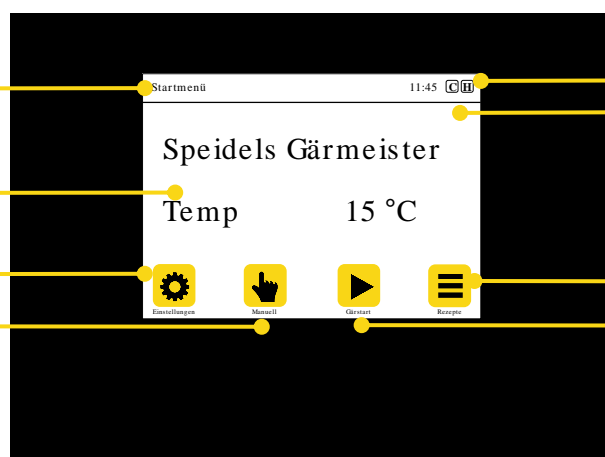 Startmenü 11:45 C H
Speidels Gärmeister
Temp 15 °C
Einstellungen Manuell Gärstart Rezepte